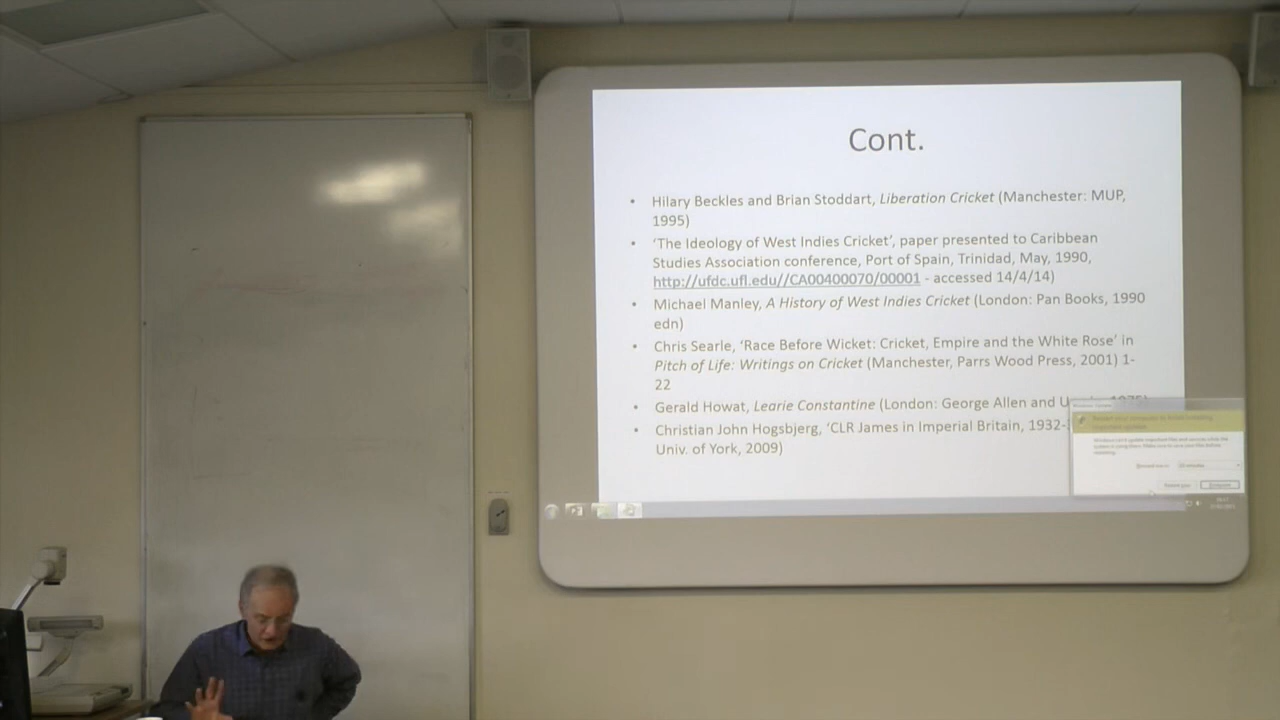 Cont.
• Hilary Beckles and Brian Stoddart, Liberation Cricket (Manchester: MUP,
1995)
• ‘The Ideology of West Indies Cricket’, paper presented to Caribbean
Studies Association conference, Port of Spain, Trinidad, May, 1990,
http://ufdc.ufl.edu//CA00400070/00001 - accessed 14/4/14)
• Michael Manley, A History of West Indies Cricket (London: Pan Books, 1990
edn)
• Chris Searle, ‘Race Before Wicket: Cricket, Empire and the White Rose’ in
Pitch of Life: Writings on Cricket (Manchester, Parrs Wood Press, 2001) 1-
22
• Gerald Howat, Learie Constantine (London: George Allen and
• Christian John Hogsbjerg, ‘CLR James in Imperial Britain, 1932-
Univ. of York, 2009)